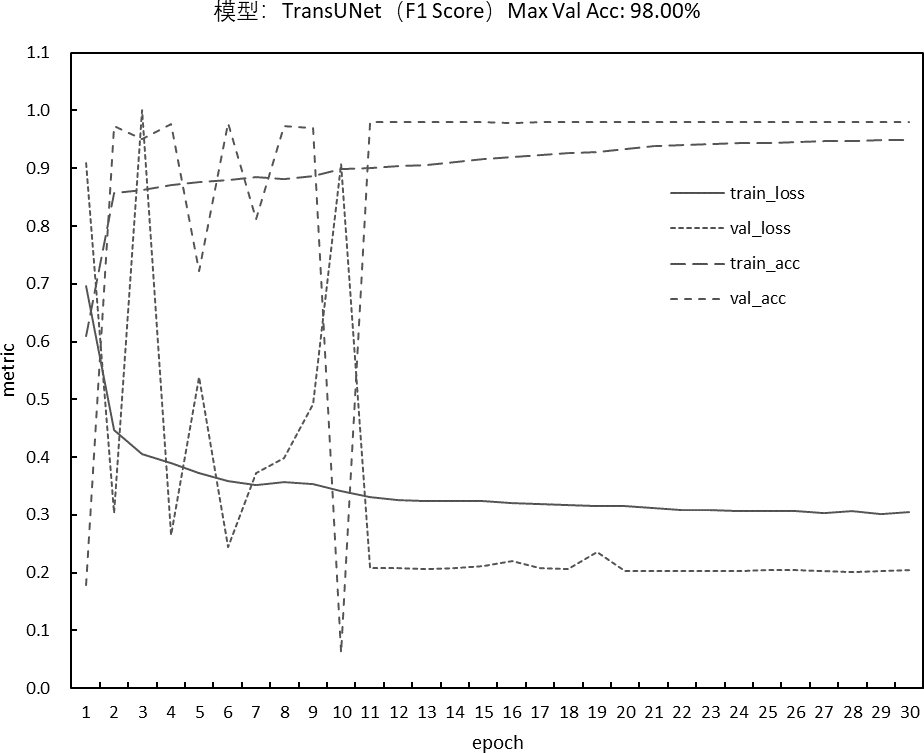 模型：TransUNet（F1 Score）Max Val Acc: 98.00%
1.1
1.0
0.9
0.8
0.7
0.6
0.5
0.4
0.3
0.2
0.1
0.0
metric
train_loss
val_loss
train_acc
val_acc
1 2 3 4 5 6 7 8 9 10 11 12 13 14 15 16 17 18 19 20 21 22 23 24 25 26 27 28 29 30
epoch